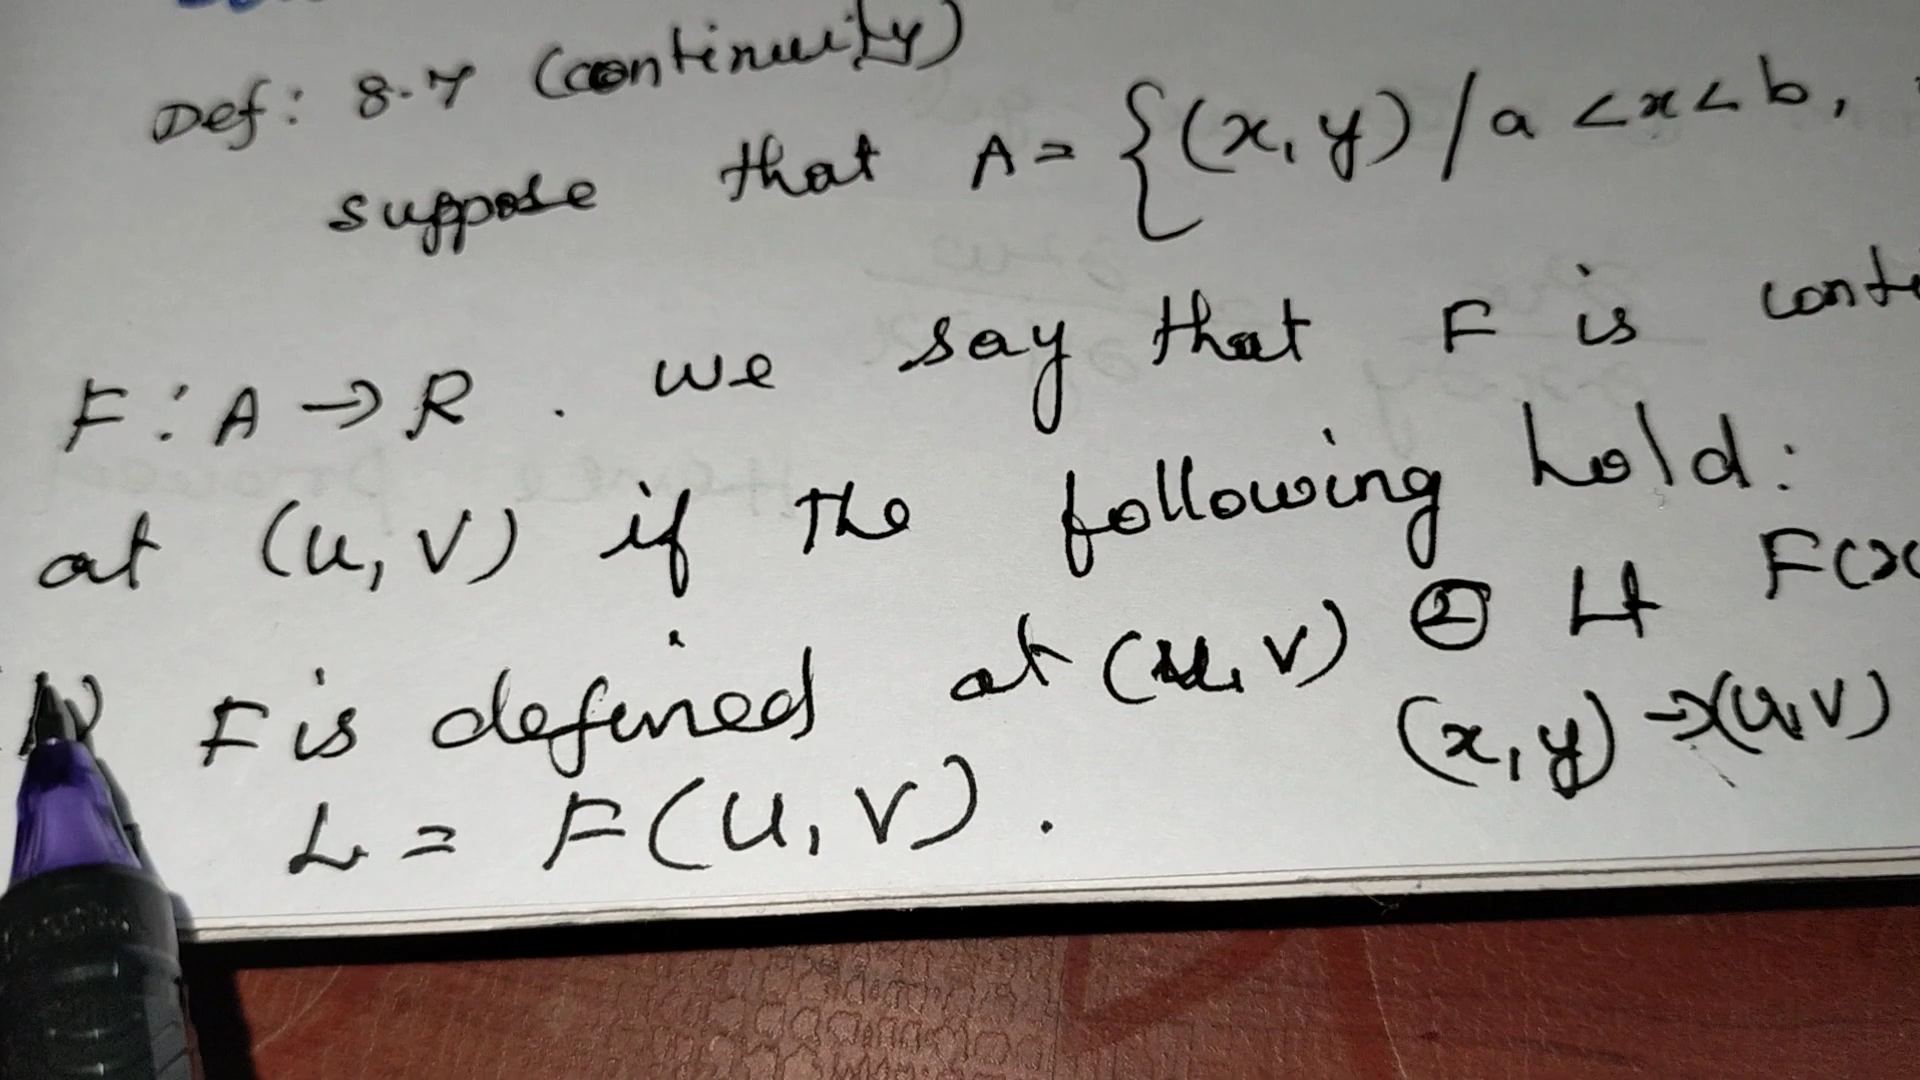 Def: 8.7 (continuity)
suppose that A = {(x, y) / a < x < b,
F : A → R . we say that F is conti
at (u, v) if the following hold:
F is defined at (u, v) ② Lt F(x
(x, y) → (u, v)
L = F(u, v).